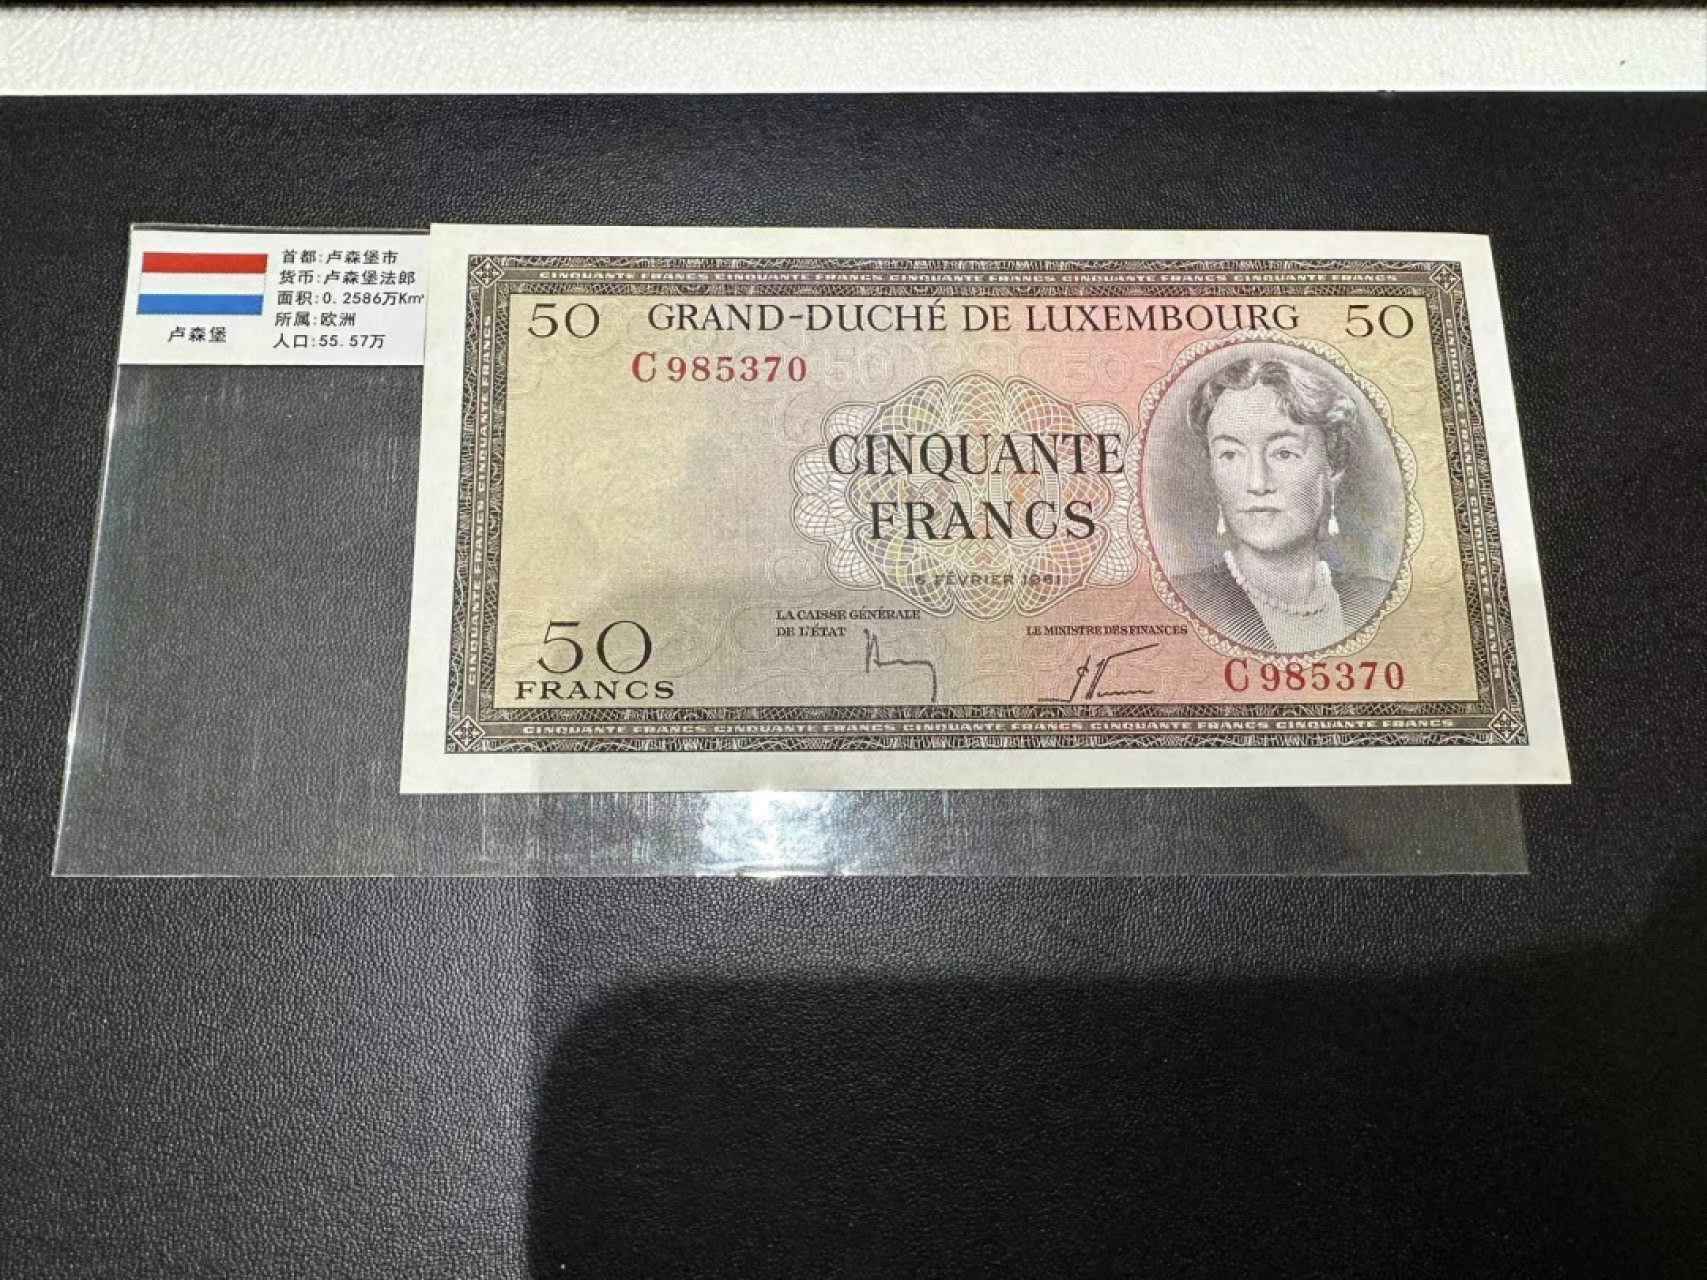 首都:卢森堡市
货币:卢森堡法郎
面积:0.2586万Km²
所属:欧洲
人口:55.57万
卢森堡
CINQUANTE FRANCS CINQUANTE FRANCS CINQUANTE FRANCS CINQUANTE FRANCS CINQUANTE FRANCS
50 GRAND-DUCHÉ DE LUXEMBOURG 50
C 985370
CINQUANTE
FRANCS
6 FÉVRIER 1961
LA CAISSE GÉNÉRALE
DE L'ÉTAT
LE MINISTRE DES FINANCES
50
FRANCS
C 985370
CINQUANTE FRANCS CINQUANTE FRANCS CINQUANTE FRANCS CINQUANTE FRANCS CINQUANTE FRANCS